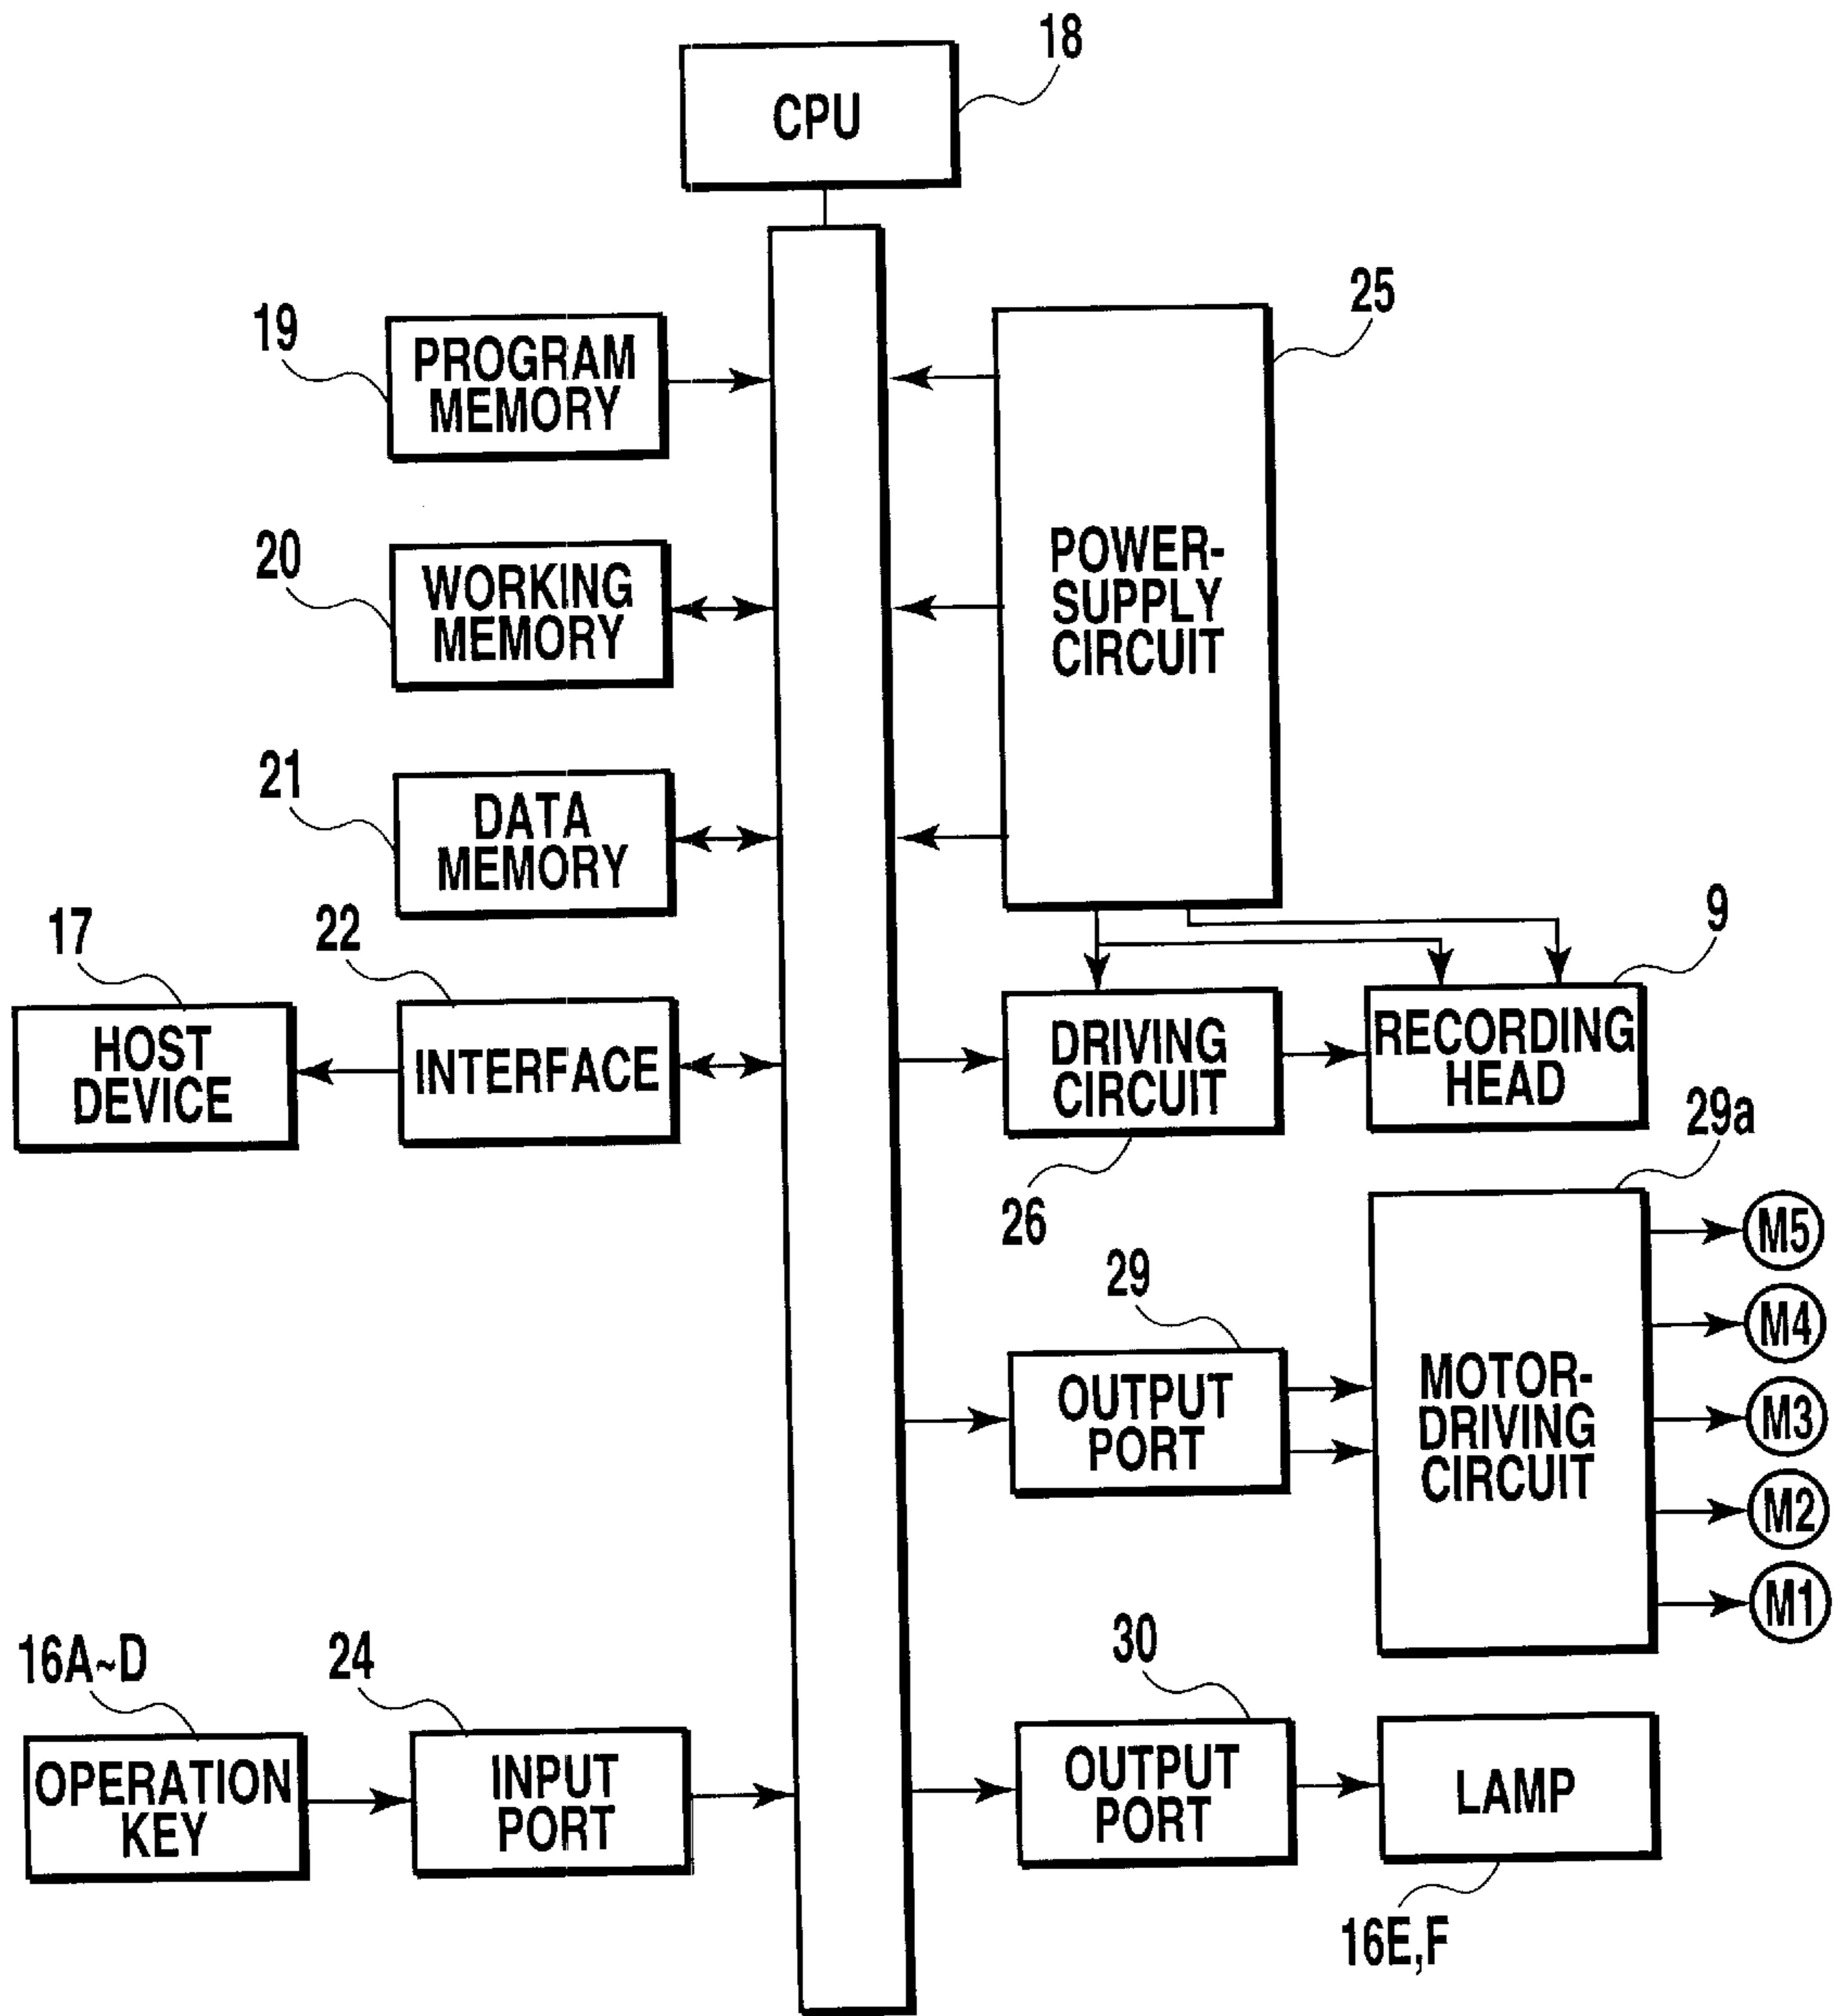 18
CPU
25
19
PROGRAM
MEMORY
20
WORKING
MEMORY
POWER-
SUPPLY
CIRCUIT
21
DATA
MEMORY
17
22
9
HOST
DEVICE
INTERFACE
DRIVING
CIRCUIT
RECORDING
HEAD
26
29a
29
OUTPUT
PORT
MOTOR-
DRIVING
CIRCUIT
M5
M4
M3
M2
M1
16A~D
24
30
OPERATION
KEY
INPUT
PORT
OUTPUT
PORT
LAMP
16E,F